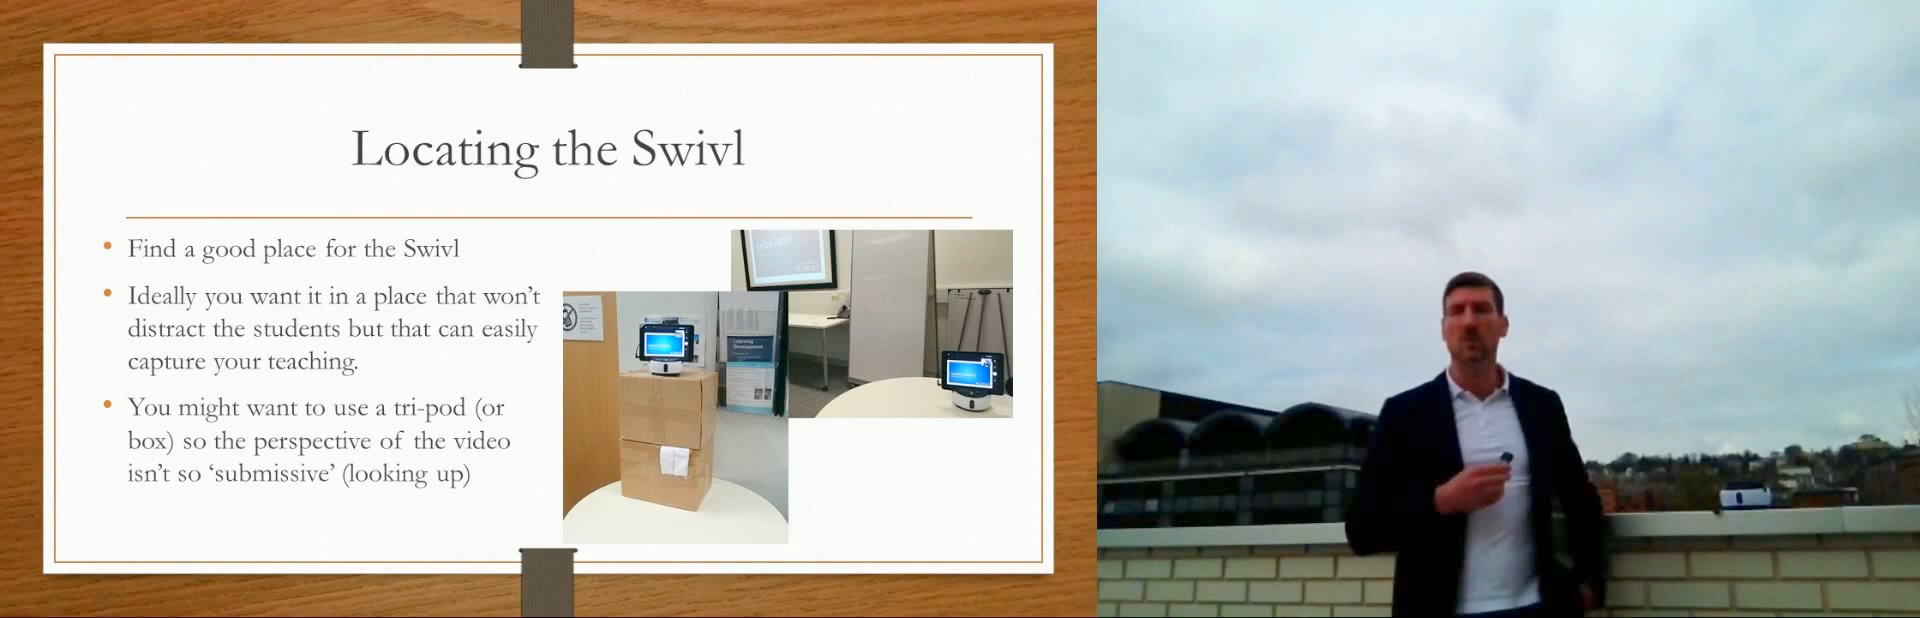 Locating the Swivl
• Find a good place for the Swivl
• Ideally you want it in a place that won’t
distract the students but that can easily
capture your teaching.
• You might want to use a tri-pod (or
box) so the perspective of the video
isn’t so ‘submissive’ (looking up)
Learning
Development